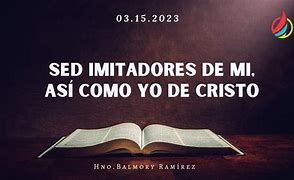 03.15.2023
SED IMITADORES DE MI,
ASÍ COMO YO DE CRISTO
Hno.Balmory Ramírez